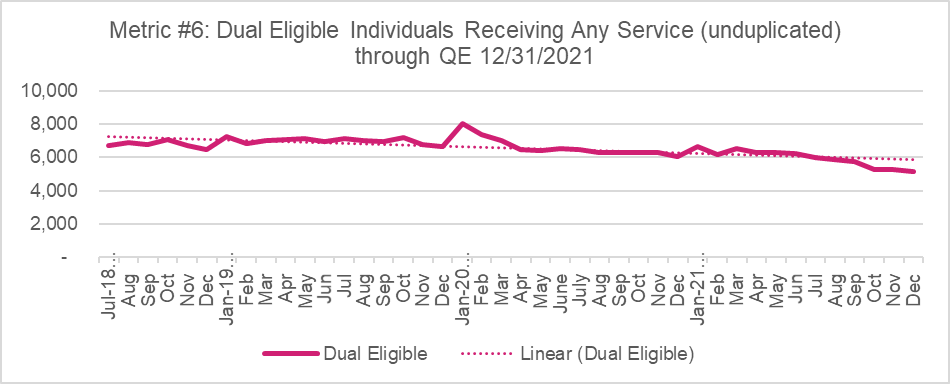 Metric #6: Dual Eligible Individuals Receiving Any Service (unduplicated)
through QE 12/31/2021
10,000
8,000
6,000
4,000
2,000
-
Jul-18...
Aug
Sep
Oct
Nov
Dec
Jan-19...
Feb
Mar
Apr
May
Jun
Jul
Aug
Sep
Oct
Nov
Dec
Jan-20...
Feb
Mar
Apr
May
June
July
Aug
Sep
Oct
Nov
Dec
Jan-21...
Feb
Mar
Apr
May
Jun
Jul
Aug
Sep
Oct
Nov
Dec
Dual Eligible
Linear (Dual Eligible)